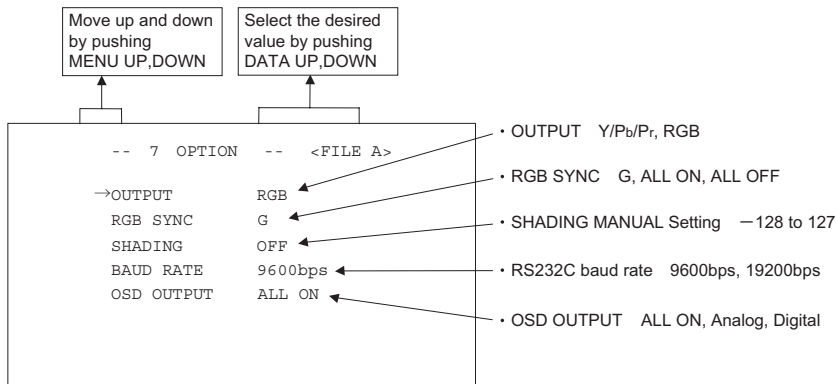 Move up and down
by pushing
MENU UP,DOWN
Select the desired
value by pushing
DATA UP,DOWN
-- 7 OPTION -- <FILE A>
→OUTPUT RGB
RGB SYNC G
SHADING OFF
BAUD RATE 9600bps
OSD OUTPUT ALL ON
・OUTPUT Y/Pb/Pr, RGB
・RGB SYNC G, ALL ON, ALL OFF
・SHADING MANUAL Setting －128 to 127
・RS232C baud rate 9600bps, 19200bps
・OSD OUTPUT ALL ON, Analog, Digital